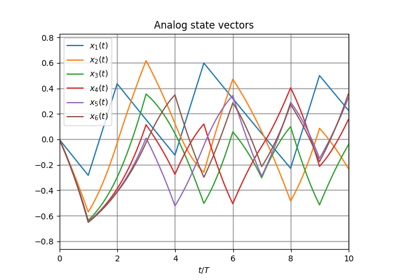 Analog state vectors
0.8
0.6
0.4
0.2
0.0
−0.2
−0.4
−0.6
−0.8
x₁(t)
x₂(t)
x₃(t)
x₄(t)
x₅(t)
x₆(t)
0 2 4 6 8 10
t/T